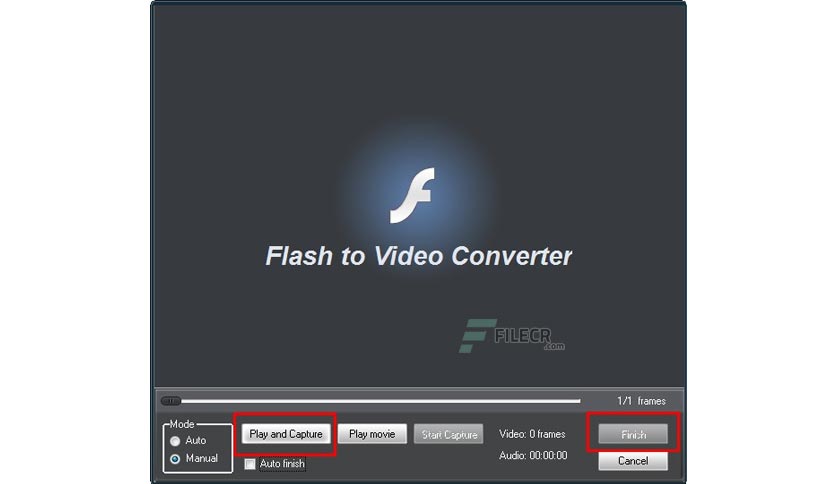 Flash to Video Converter
FILECR
.com
1/1 frames
Mode
Auto
Manual
Play and Capture
Play movie
Start Capture
Video: 0 frames
Audio: 00:00:00
Finish
Auto finish
Cancel